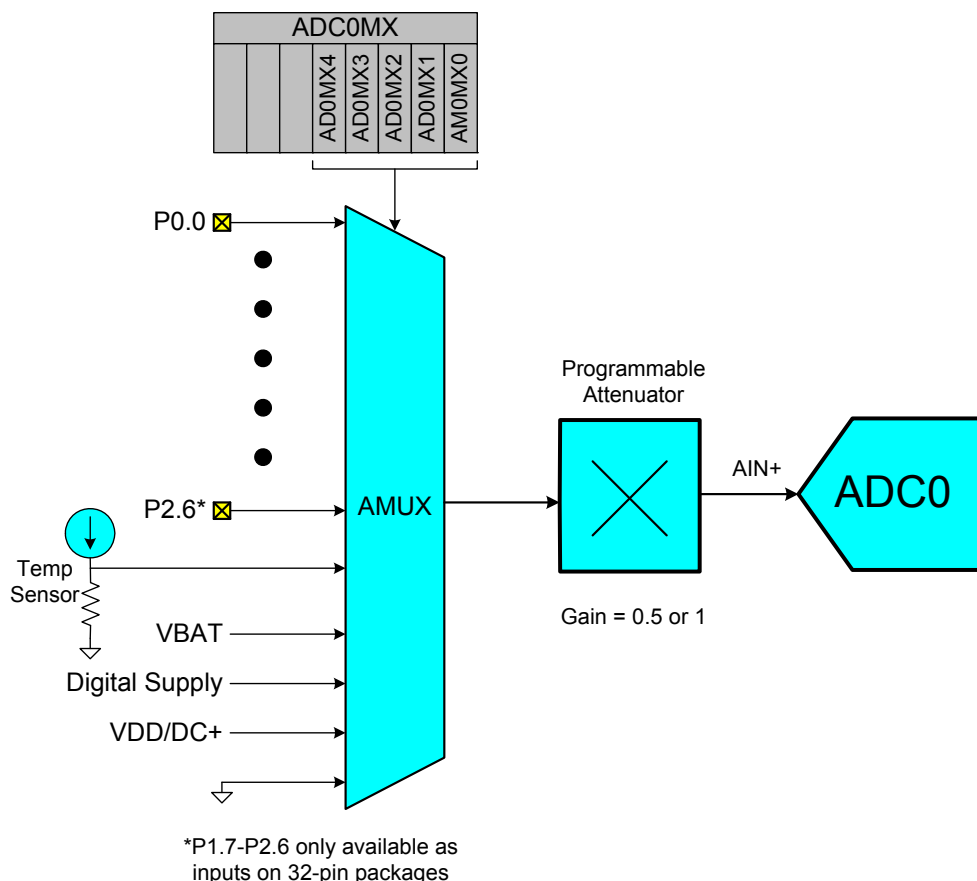 ADC0MX
AD0MX4
AD0MX3
AD0MX2
AD0MX1
AM0MX0
P0.0
Programmable
Attenuator
AIN+
ADC0
P2.6*
AMUX
Temp
Sensor
Gain = 0.5 or 1
VBAT
Digital Supply
VDD/DC+
*P1.7-P2.6 only available as
inputs on 32-pin packages